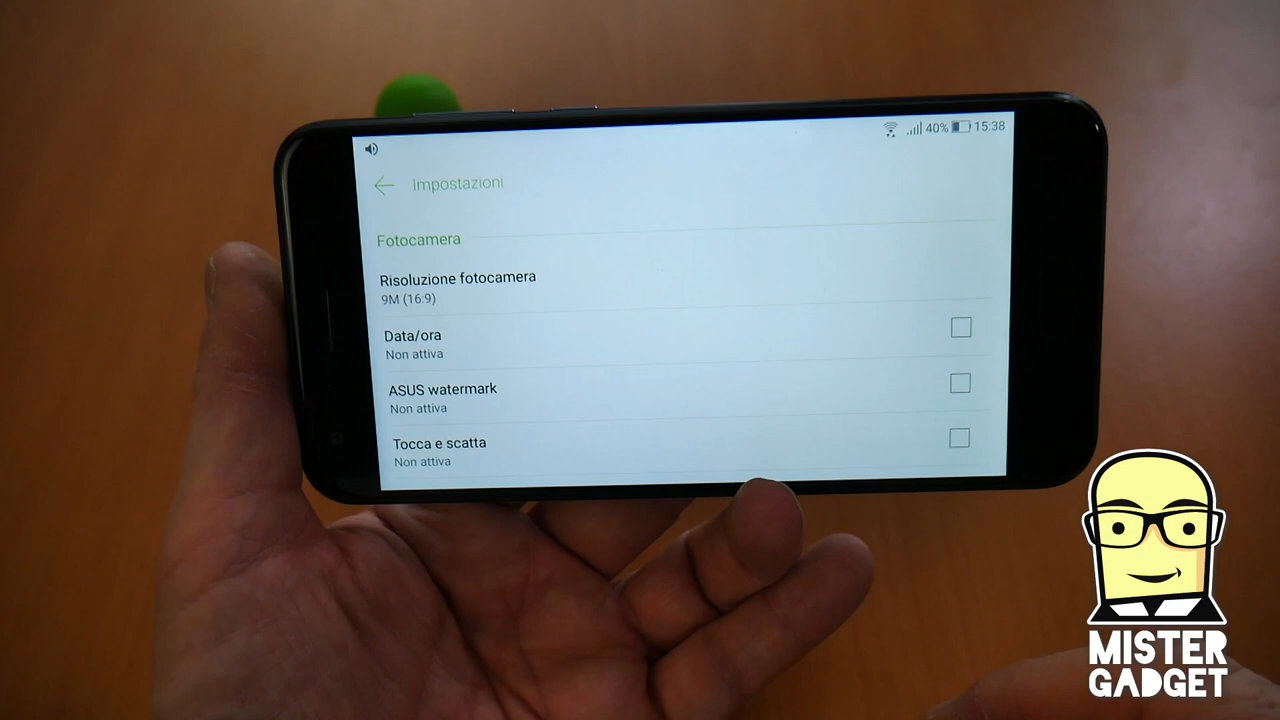 40% 15:38
Impostazioni
Fotocamera
Risoluzione fotocamera
9M (16:9)
Data/ora
Non attiva
ASUS watermark
Non attiva
Tocca e scatta
Non attiva
MISTER
GADGET